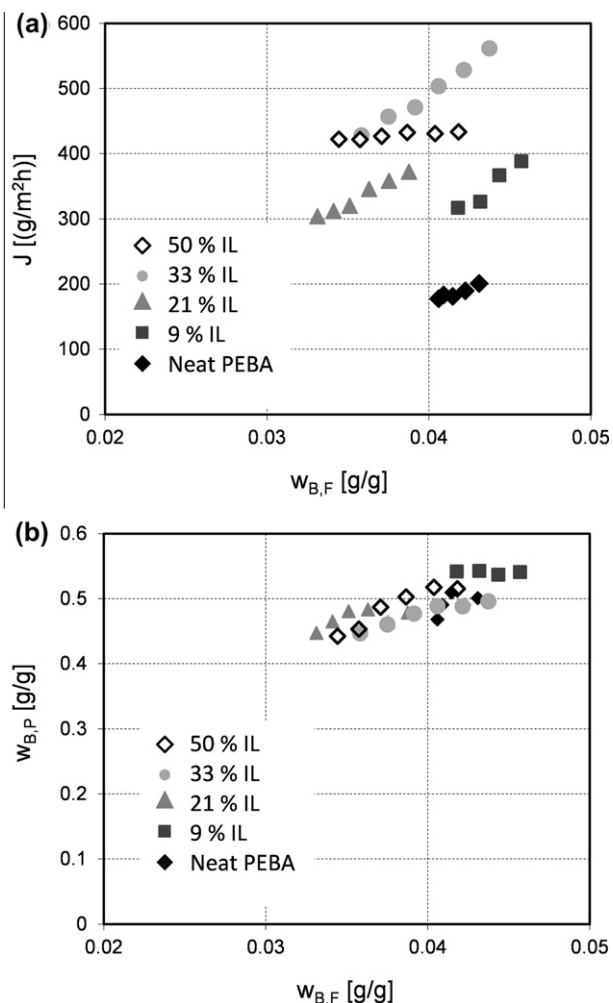 (a)
600
500
400
300
200
100
0
J [(g/m²h)]
50 % IL
33 % IL
21 % IL
9 % IL
Neat PEBA
0.02 0.03 0.04 0.05
wB,F [g/g]
(b)
0.6
0.5
0.4
0.3
0.2
0.1
0
wB,P [g/g]
50 % IL
33 % IL
21 % IL
9 % IL
Neat PEBA
0.02 0.03 0.04 0.05
wB,F [g/g]